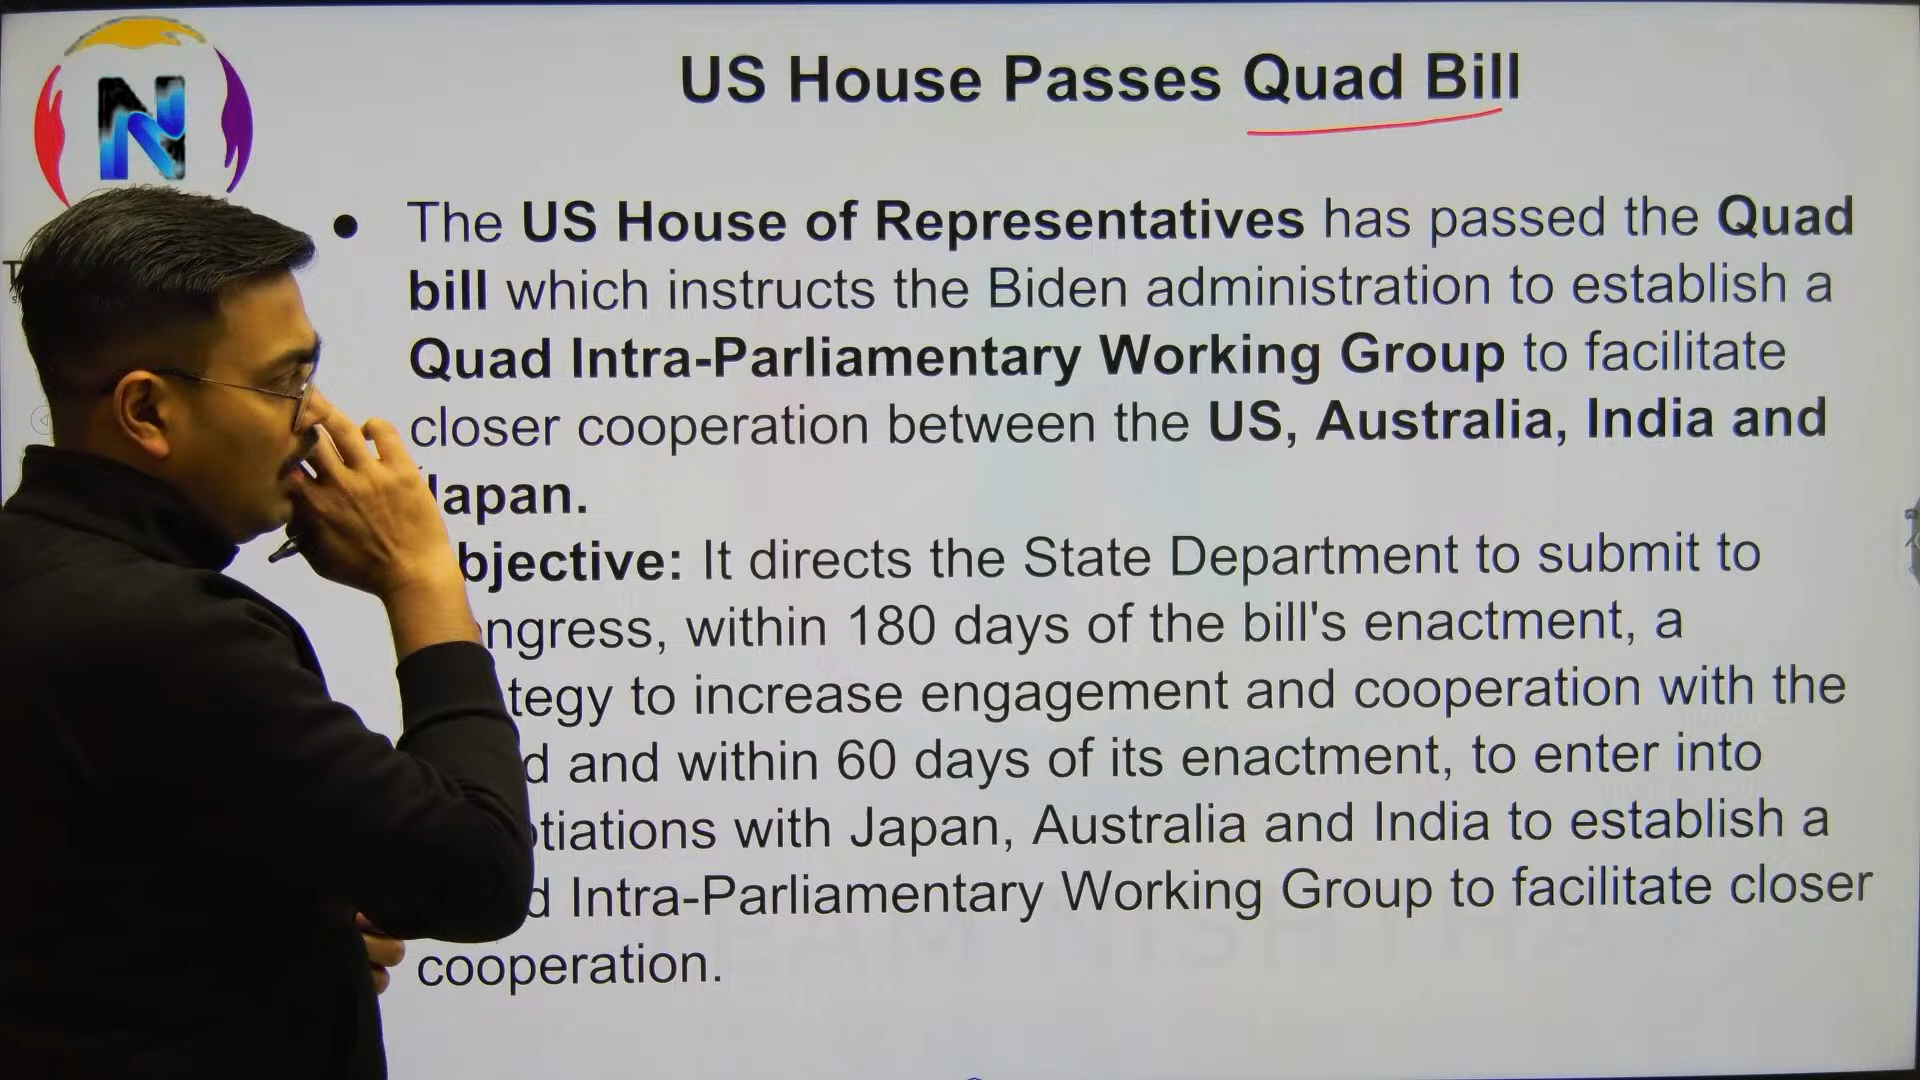 US House Passes Quad Bill
N
• The US House of Representatives has passed the Quad
bill which instructs the Biden administration to establish a
Quad Intra-Parliamentary Working Group to facilitate
closer cooperation between the US, Australia, India and
Japan.
bjective: It directs the State Department to submit to
ngress, within 180 days of the bill's enactment, a
tegy to increase engagement and cooperation with the
d and within 60 days of its enactment, to enter into
tiations with Japan, Australia and India to establish a
d Intra-Parliamentary Working Group to facilitate closer
cooperation.
TEAM NISHTHA